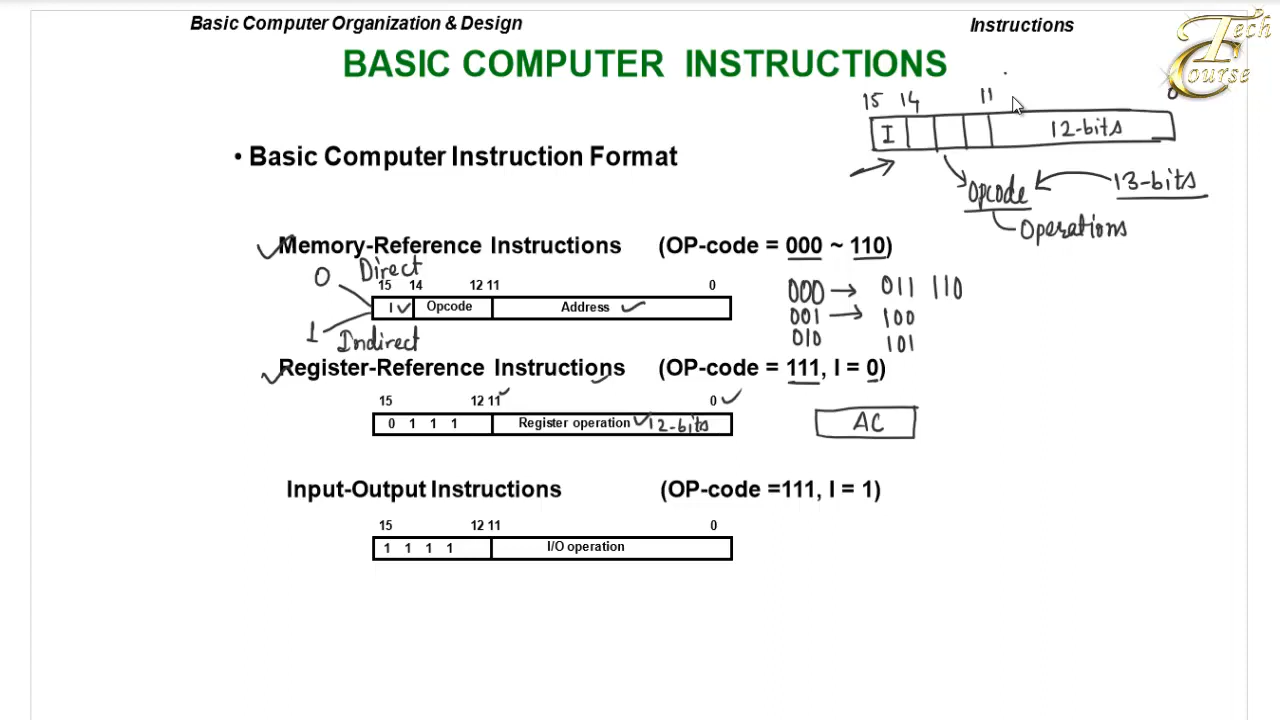 Basic Computer Organization & Design
Instructions
Tech
Course
BASIC COMPUTER INSTRUCTIONS
15 14 11 0
I 12-bits
• Basic Computer Instruction Format
Opcode 13-bits
Operations
Memory-Reference Instructions (OP-code = 000 ~ 110)
0 Direct
15 14 12 11 0
I Opcode Address
1 Indirect
000 → 011 110
001 → 100
010 101
Register-Reference Instructions (OP-code = 111, I = 0)
15 12 11 0
0 1 1 1 Register operation 12-bits
AC
Input-Output Instructions (OP-code =111, I = 1)
15 12 11 0
1 1 1 1 I/O operation